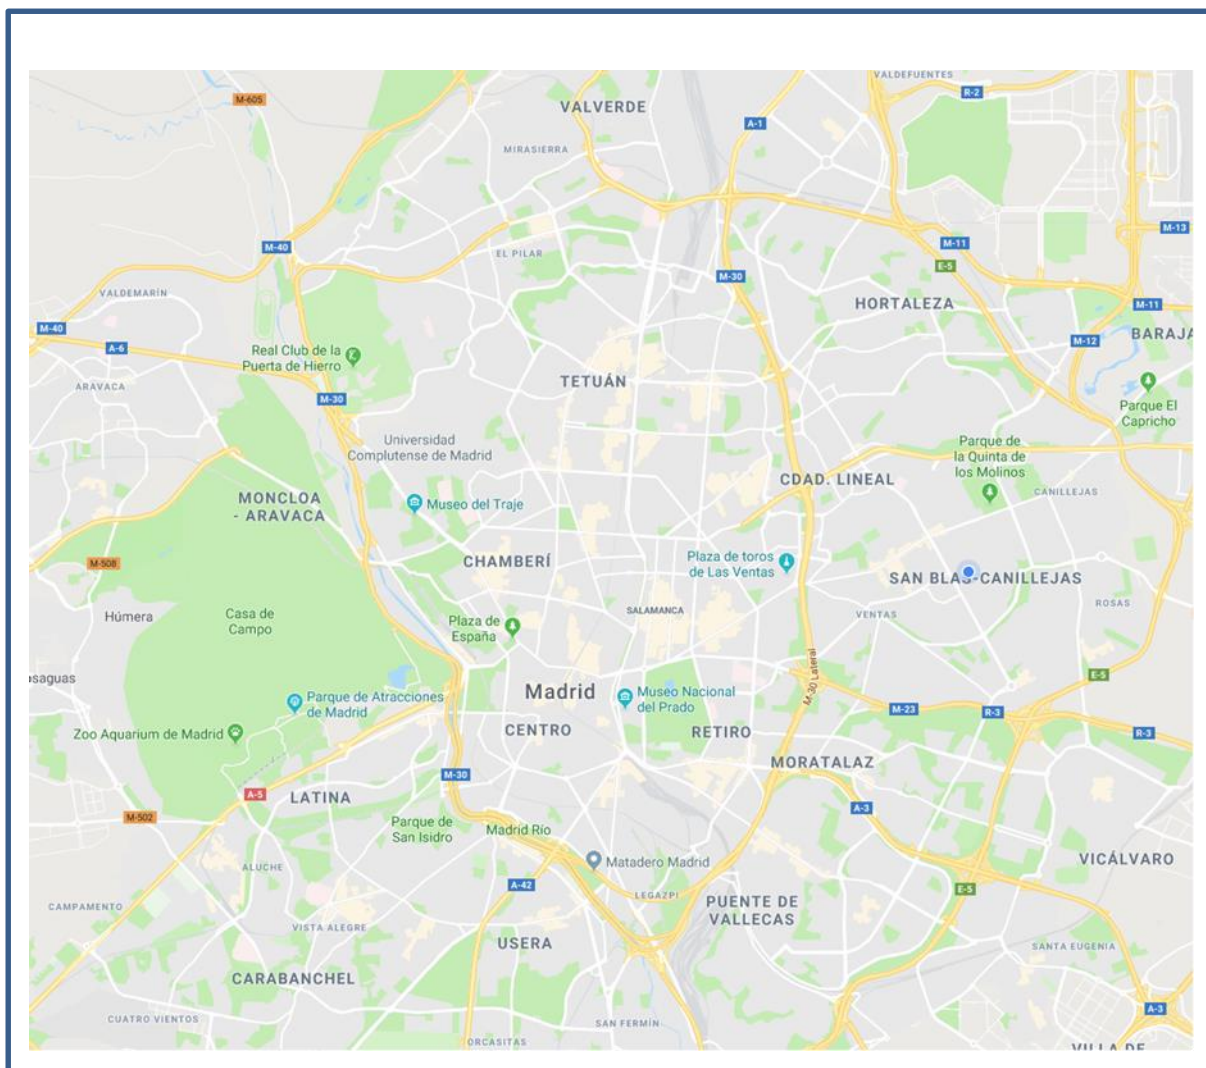 VALDEFUENTES
M-605
R-2
VALVERDE
A-1
MIRASIERRA
M-13
M-40
M-11
EL PILAR
E-5
M-30
VALDEMARÍN
HORTALEZA
M-11
M-40
BARAJA
A-6
M-12
Real Club de la
Puerta de Hierro
TETUÁN
ARAVACA
M-30
Parque El
Capricho
Universidad
Complutense de Madrid
Parque de
la Quinta de
los Molinos
CDAD. LINEAL
MONCLOA
- ARAVACA
CANILLEJAS
Museo del Traje
CHAMBERÍ
Plaza de toros
de Las Ventas
M-508
SAN BLAS-CANILLEJAS
ROSAS
Húmera
Casa de
Campo
SALAMANCA
VENTAS
Plaza de
España
M-30 Lateral
osaguas
E-5
Madrid
Parque de Atracciones
de Madrid
Museo Nacional
del Prado
M-23
R-3
Zoo Aquarium de Madrid
CENTRO
RETIRO
R-3
MORATALAZ
M-30
A-5
LATINA
A-3
M-502
Parque de
San Isidro
Madrid Río
ALUCHE
Matadero Madrid
VICÁLVARO
A-42
E-5
LEGAZPI
CAMPAMENTO
PUENTE DE
VALLECAS
VISTA ALEGRE
USERA
SANTA EUGENIA
CARABANCHEL
A-3
CUATRO VIENTOS
SAN FERMÍN
ORCASITAS
VILLA DE